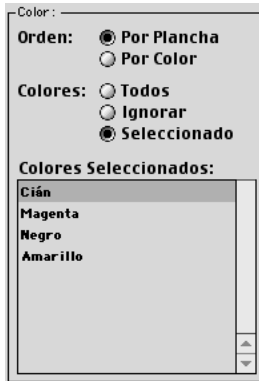 Color:
Orden: Por Plancha
Por Color
Colores: Todos
Ignorar
Seleccionado
Colores Seleccionados:
Cián
Magenta
Negro
Amarillo